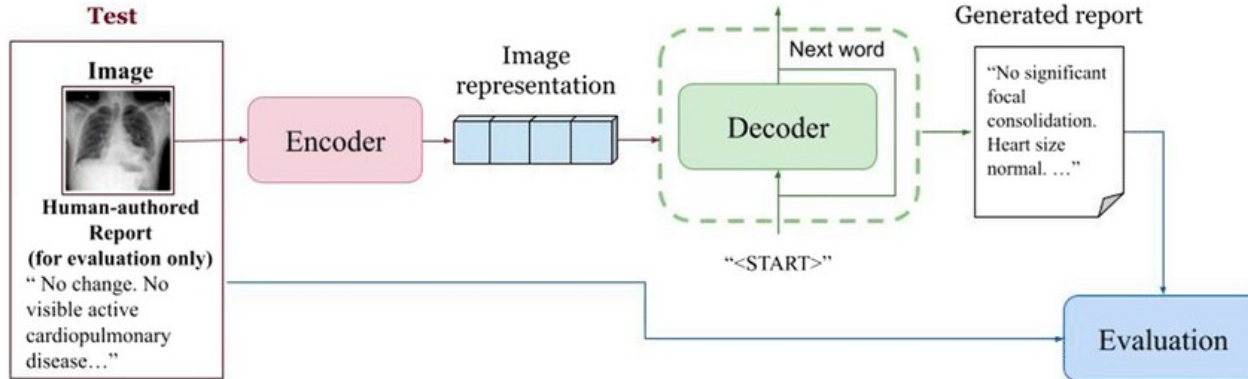 Test
Image
Human-authored
Report
(for evaluation only)
“ No change. No
visible active
cardiopulmonary
disease…”
Encoder
Image
representation
Next word
Decoder
“<START>”
Generated report
“No significant
focal
consolidation.
Heart size
normal. …”
Evaluation